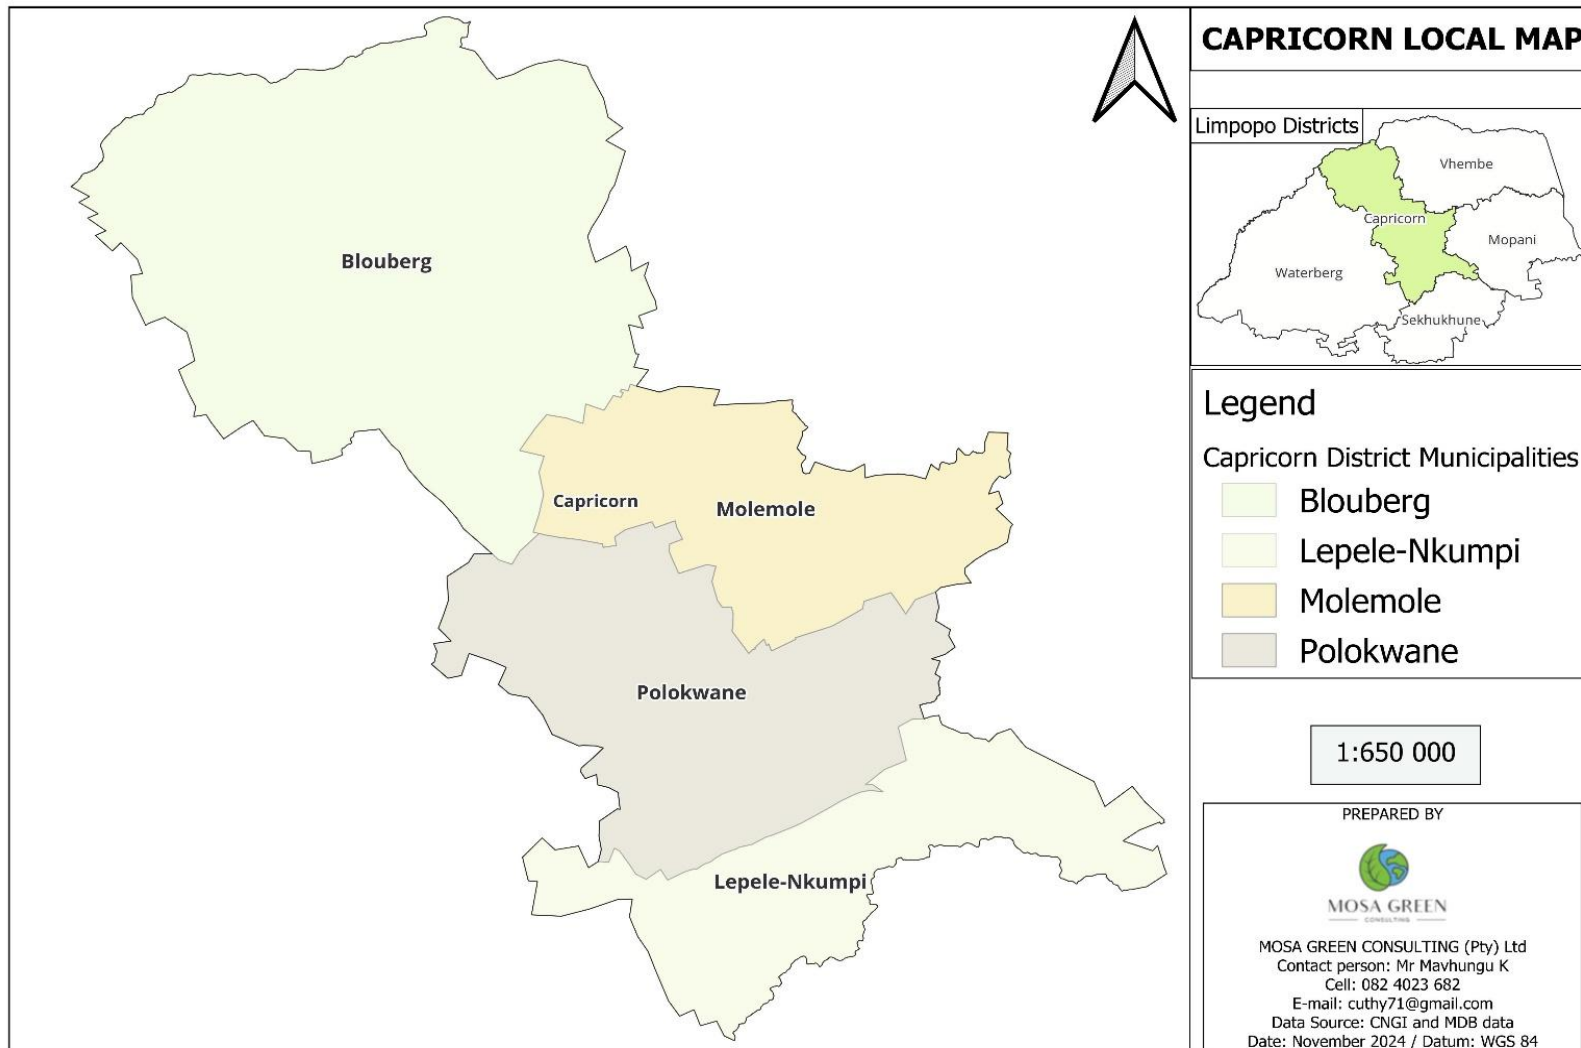 CAPRICORN LOCAL MAP
Limpopo Districts
Vhembe
Capricorn
Mopani
Waterberg
Sekhukhune
Blouberg
Capricorn
Molemole
Polokwane
Lepele-Nkumpi
Legend
Capricorn District Municipalities
Blouberg
Lepele-Nkumpi
Molemole
Polokwane
1:650 000
PREPARED BY
MOSA GREEN
CONSULTING
MOSA GREEN CONSULTING (Pty) Ltd
Contact person: Mr Mavhungu K
Cell: 082 4023 682
E-mail: cuthy71@gmail.com
Data Source: CNGI and MDB data
Date: November 2024 / Datum: WGS 84